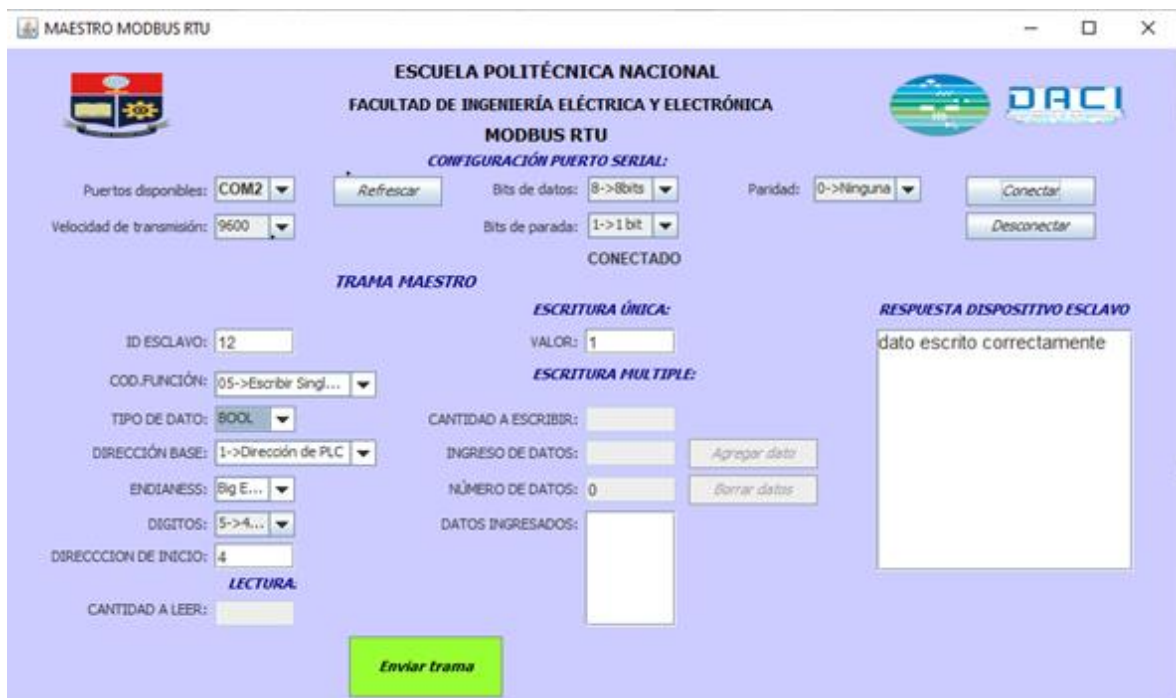 MAESTRO MODBUS RTU
ESCUELA POLITÉCNICA NACIONAL
FACULTAD DE INGENIERÍA ELÉCTRICA Y ELECTRÓNICA
DACI
MODBUS RTU
CONFIGURACIÓN PUERTO SERIAL:
Puertos disponibles: COM2 Refrescar Bits de datos: 8->8bits Paridad: 0->Ninguna Conectar
Velocidad de transmisión: 9600 Bits de parada: 1->1 bit Desconectar
CONECTADO
TRAMA MAESTRO
ESCRITURA ÚNICA: RESPUESTA DISPOSITIVO ESCLAVO
ID ESCLAVO: 12 VALOR: 1 dato escrito correctamente
COD.FUNCIÓN: 05->Escribir Singl... ESCRITURA MULTIPLE:
TIPO DE DATO: BOOL CANTIDAD A ESCRIBIR:
DIRECCIÓN BASE: 1->Dirección de PLC INGRESO DE DATOS: Agregar dato
ENDIANESS: Big E... NÚMERO DE DATOS: 0 Borrar datos
DIGITOS: 5->4... DATOS INGRESADOS:
DIRECCCION DE INICIO: 4
LECTURA:
CANTIDAD A LEER:
Enviar trama